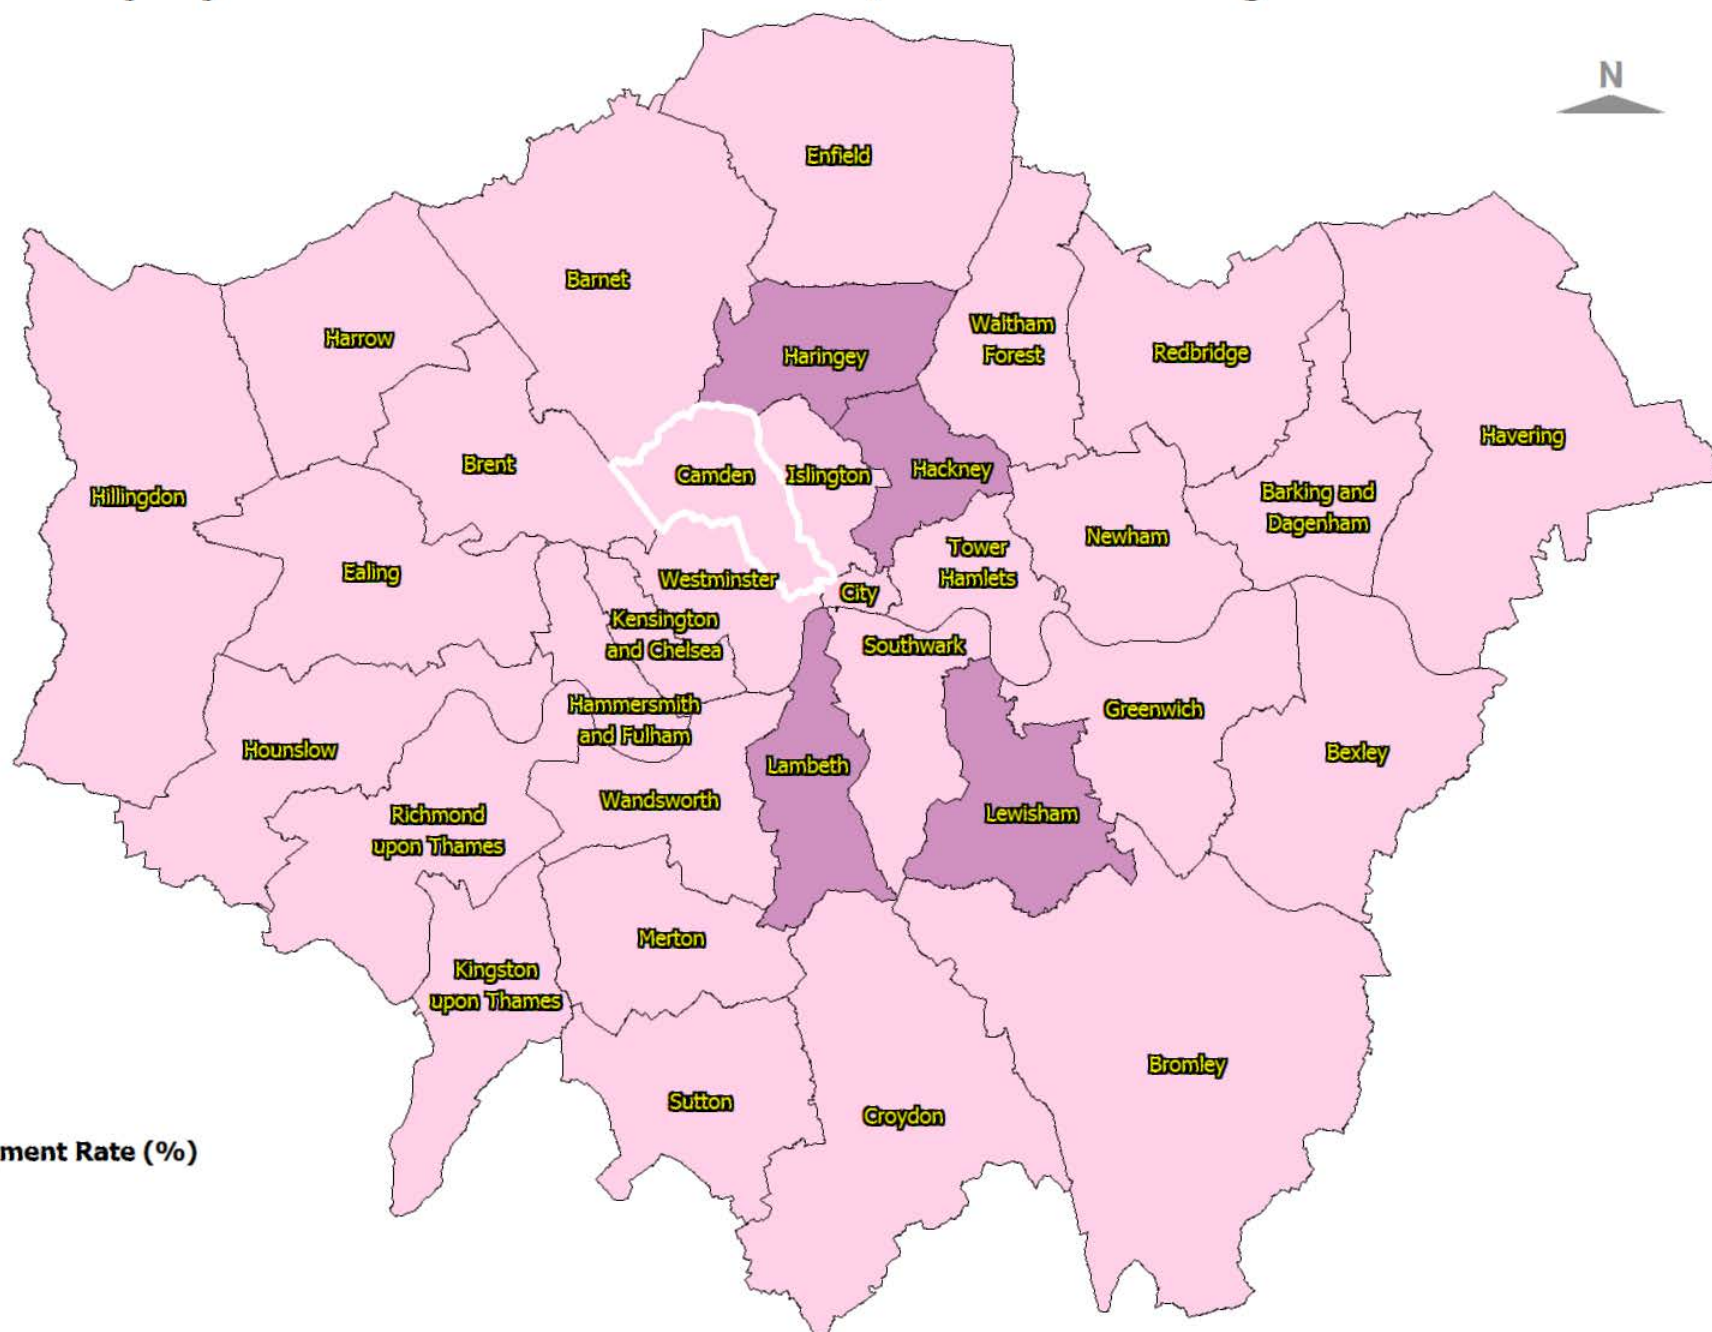 N
Enfield
Barnet
Harrow
Haringey
Waltham
Forest
Redbridge
Havering
Brent
Camden
Islington
Hackney
Hillingdon
Barking and
Dagenham
Newham
Tower
Hamlets
Ealing
Westminster
City
Kensington
and Chelsea
Southwark
Hammersmith
and Fulham
Greenwich
Hounslow
Bexley
Lambeth
Wandsworth
Richmond
upon Thames
Lewisham
Merton
Kingston
upon Thames
Bromley
Sutton
Croydon
ment Rate (%)